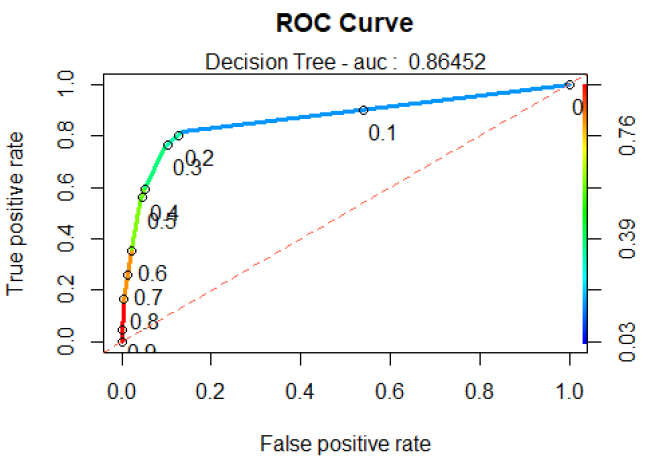 ROC Curve
Decision Tree - auc : 0.86452
True positive rate
0.0 0.2 0.4 0.6 0.8 1.0
0
0.1
0.2
0.3
0.4
0.5
0.6
0.7
0.8
0.9
0.03 0.39 0.76
0.0 0.2 0.4 0.6 0.8 1.0
False positive rate